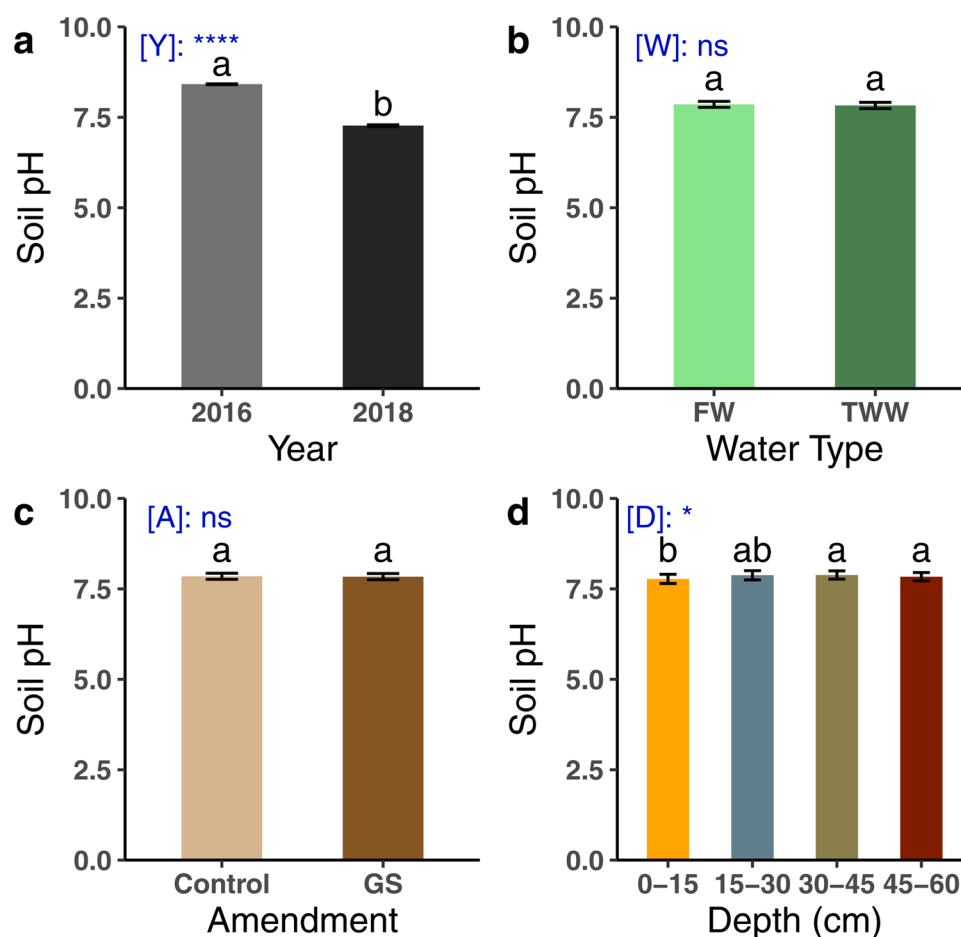 a
[Y]: ****
Soil pH
10.0
7.5
5.0
2.5
0.0
a
b
2016
2018
Year
b
[W]: ns
Soil pH
10.0
7.5
5.0
2.5
0.0
a
a
FW
TWW
Water Type
c
[A]: ns
Soil pH
10.0
7.5
5.0
2.5
0.0
a
a
Control
GS
Amendment
d
[D]: *
Soil pH
10.0
7.5
5.0
2.5
0.0
b
ab
a
a
0–15
15–30
30–45
45–60
Depth (cm)